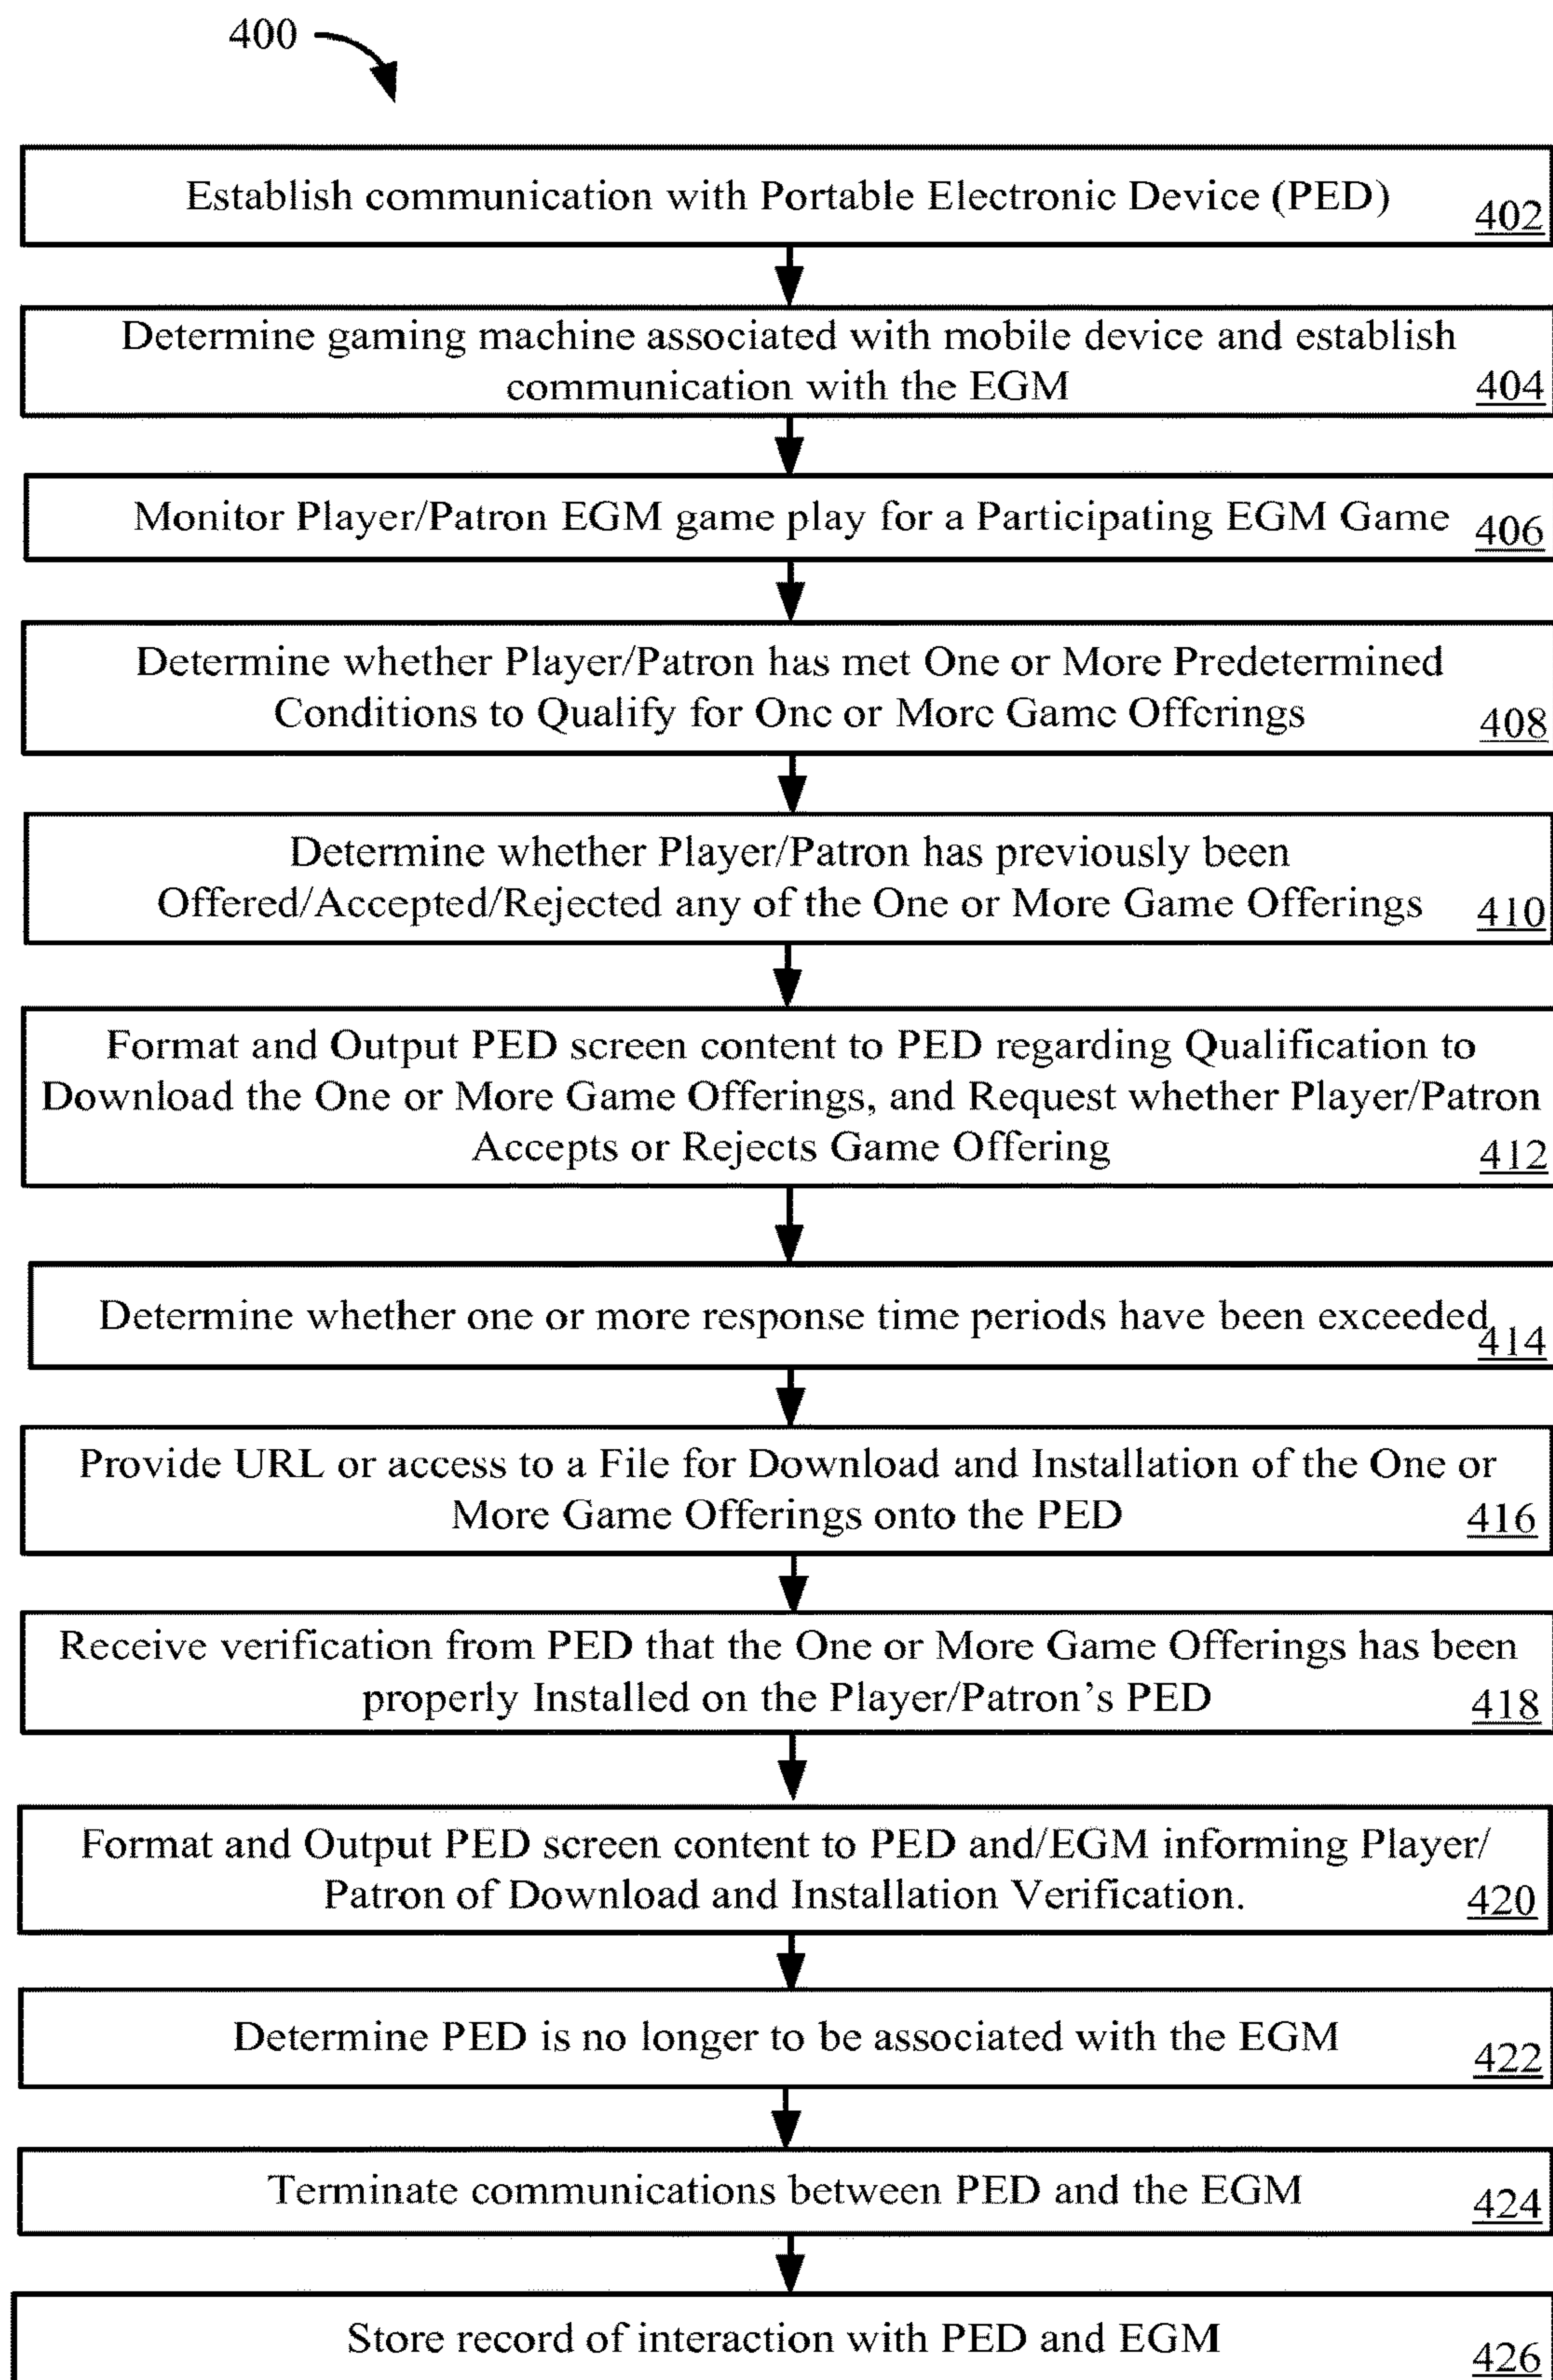 400
Establish communication with Portable Electronic Device (PED)
402
Determine gaming machine associated with mobile device and establish
communication with the EGM
404
Monitor Player/Patron EGM game play for a Participating EGM Game
406
Determine whether Player/Patron has met One or More Predetermined
Conditions to Qualify for One or More Game Offerings
408
Determine whether Player/Patron has previously been
Offered/Accepted/Rejected any of the One or More Game Offerings
410
Format and Output PED screen content to PED regarding Qualification to
Download the One or More Game Offerings, and Request whether Player/Patron
Accepts or Rejects Game Offering
412
Determine whether one or more response time periods have been exceeded
414
Provide URL or access to a File for Download and Installation of the One or
More Game Offerings onto the PED
416
Receive verification from PED that the One or More Game Offerings has been
properly Installed on the Player/Patron's PED
418
Format and Output PED screen content to PED and/EGM informing Player/
Patron of Download and Installation Verification.
420
Determine PED is no longer to be associated with the EGM
422
Terminate communications between PED and the EGM
424
Store record of interaction with PED and EGM
426